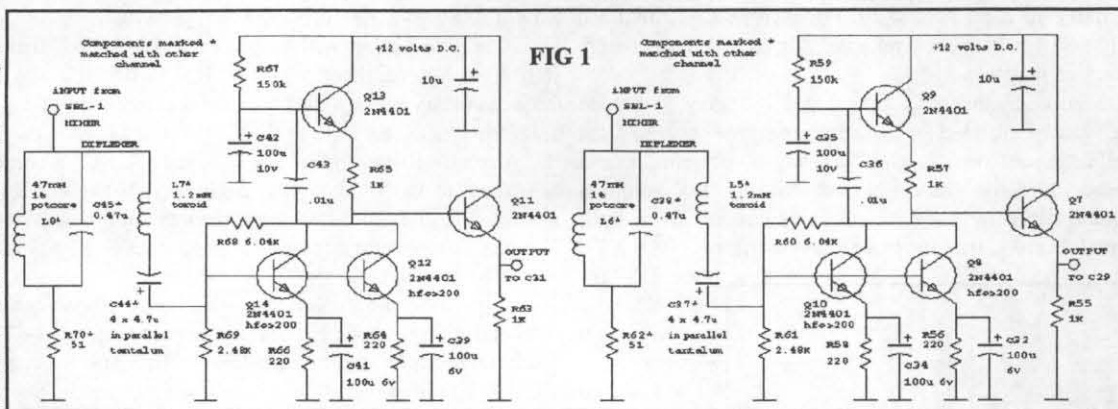 FIG 1
Components marked *
matched with other
channel
INPUT from
SBL-1
MIXER
DIPLEXER
47mH
1%
potcore
L8*
C45*
0.47u
R70*
51
L7*
1.2mH
toroid
C44*
4 x 4.7u
in parallel
tantalum
R67
150k
C42
100u
10v
C43
.01u
R68 6.04K
R69
2.48K
+12 volts D.C.
10u
Q13
2N4401
R65
1K
Q11
2N4401
OUTPUT
TO C31
R63
1K
Q14
2N4401
hfe>200
R66
220
C41
100u 6v
Q12
2N4401
hfe>200
R64
220
C39
100u
6v
Components marked *
matched with other
channel
INPUT from
SBL-1
MIXER
DIPLEXER
47mH
1%
potcore
L6*
C38*
0.47u
R62*
51
L5*
1.2mH
toroid
C37*
4 x 4.7u
in parallel
tantalum
R59
150k
C35
100u
10v
C36
.01u
R60 6.04K
R61
2.48K
+12 volts D.C.
10u
Q9
2N4401
R57
1K
Q7
2N4401
OUTPUT
TO C29
R55
1K
Q10
2N4401
hfe>200
R58
220
C34
100u 6v
Q8
2N4401
hfe>200
R56
220
C32
100u
6v